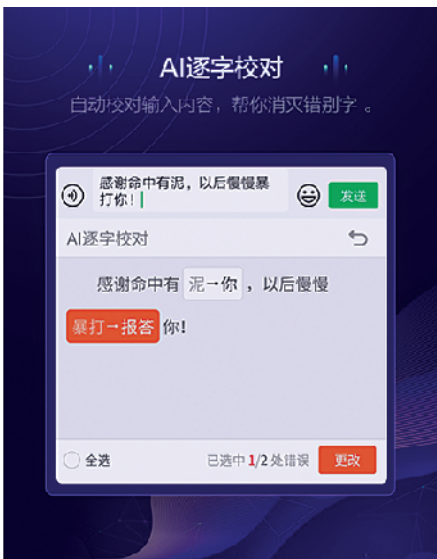 AI逐字校对
自动校对输入内容，帮你消灭错别字。
感谢命中有泥，以后慢慢暴
打你！
发送
AI逐字校对
感谢命中有 泥→你 ，以后慢慢
暴打→报答 你!
全选
已选中 1/2 处错误
更改